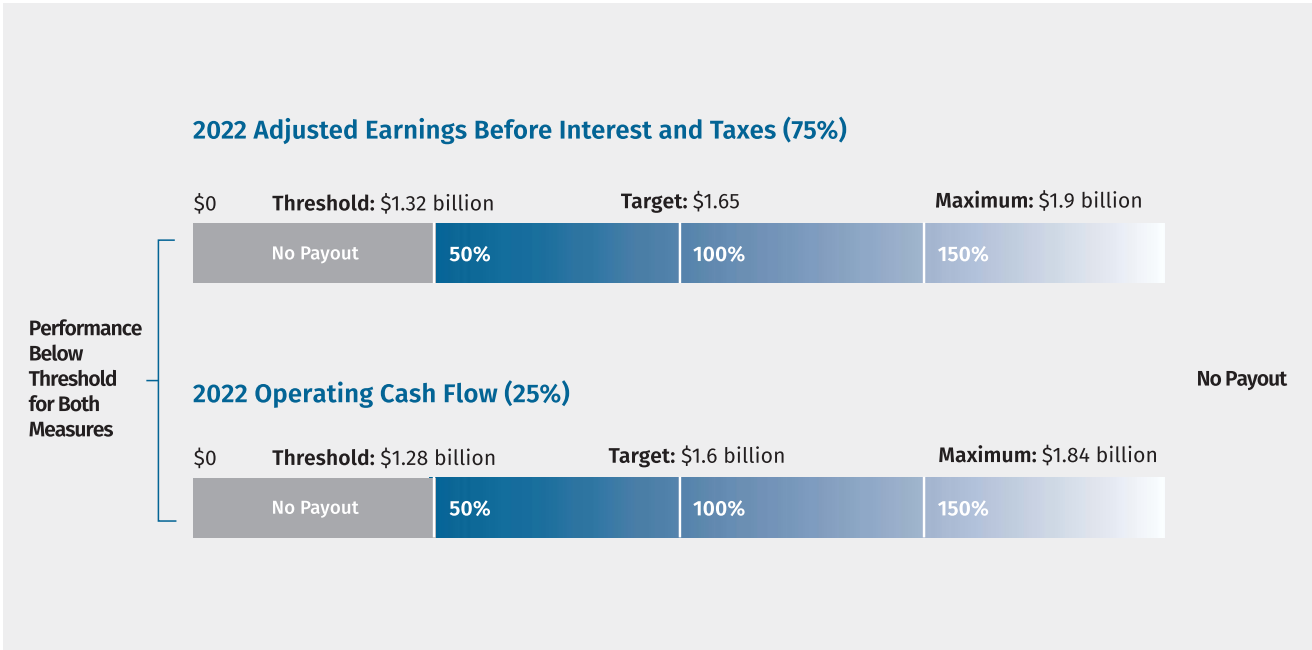 2022 Adjusted Earnings Before Interest and Taxes (75%)
$0 Threshold: $1.32 billion Target: $1.65 Maximum: $1.9 billion
No Payout 50% 100% 150%
Performance
Below
Threshold
for Both
Measures
No Payout
2022 Operating Cash Flow (25%)
$0 Threshold: $1.28 billion Target: $1.6 billion Maximum: $1.84 billion
No Payout 50% 100% 150%